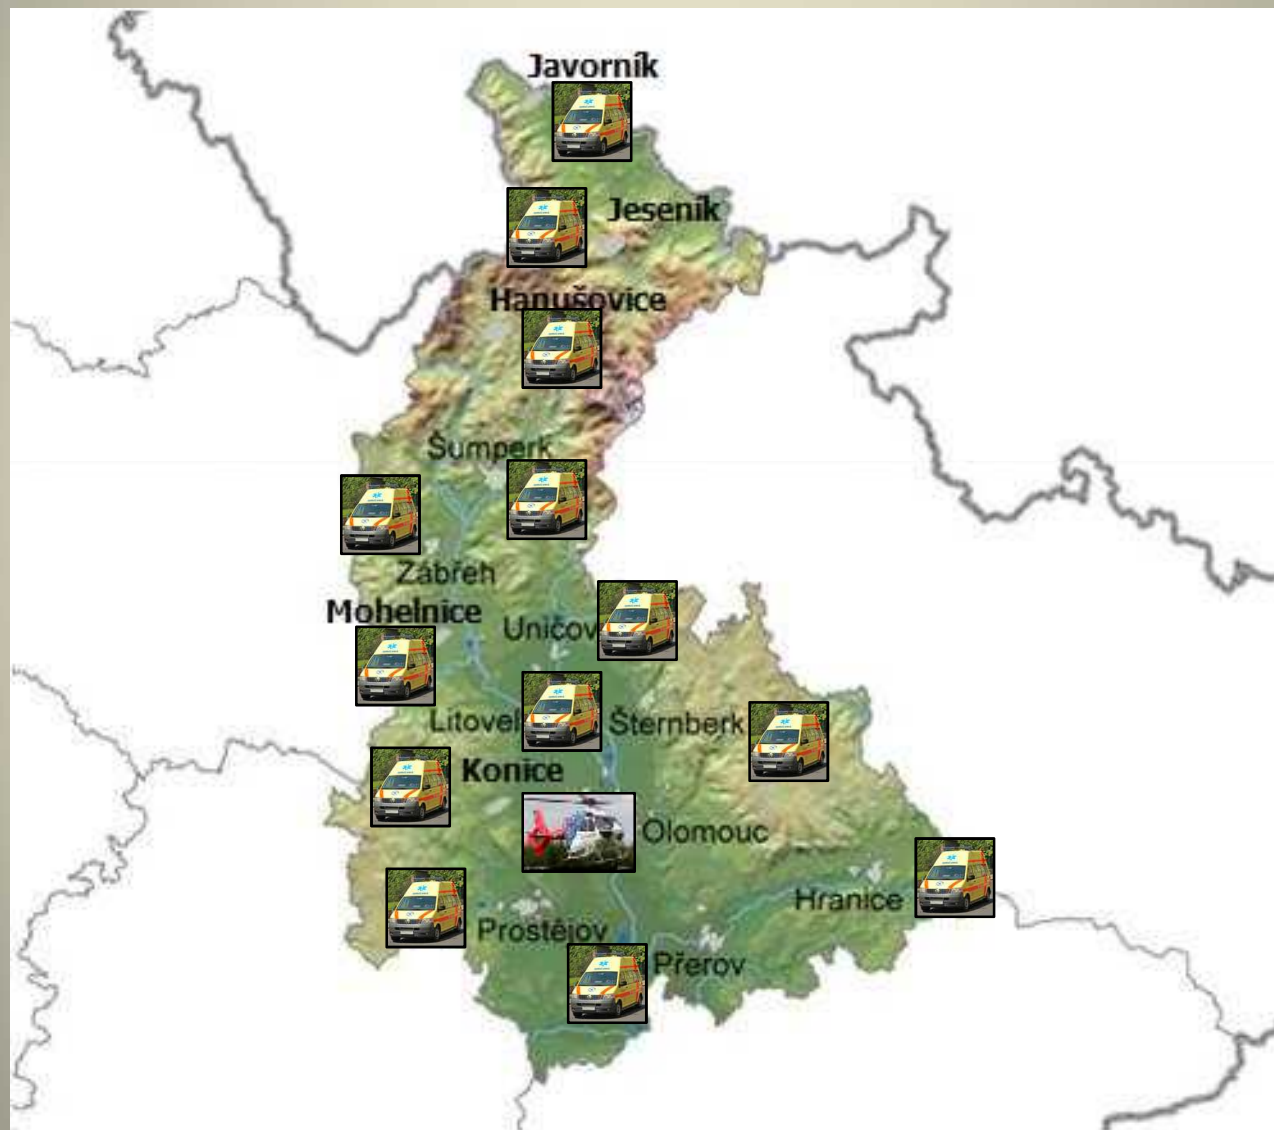 Javorník
Jeseník
Hanušovice
Šumperk
Zábřeh
Mohelnice
Uničov
Litovel
Šternberk
Konice
Olomouc
Hranice
Prostějov
Přerov